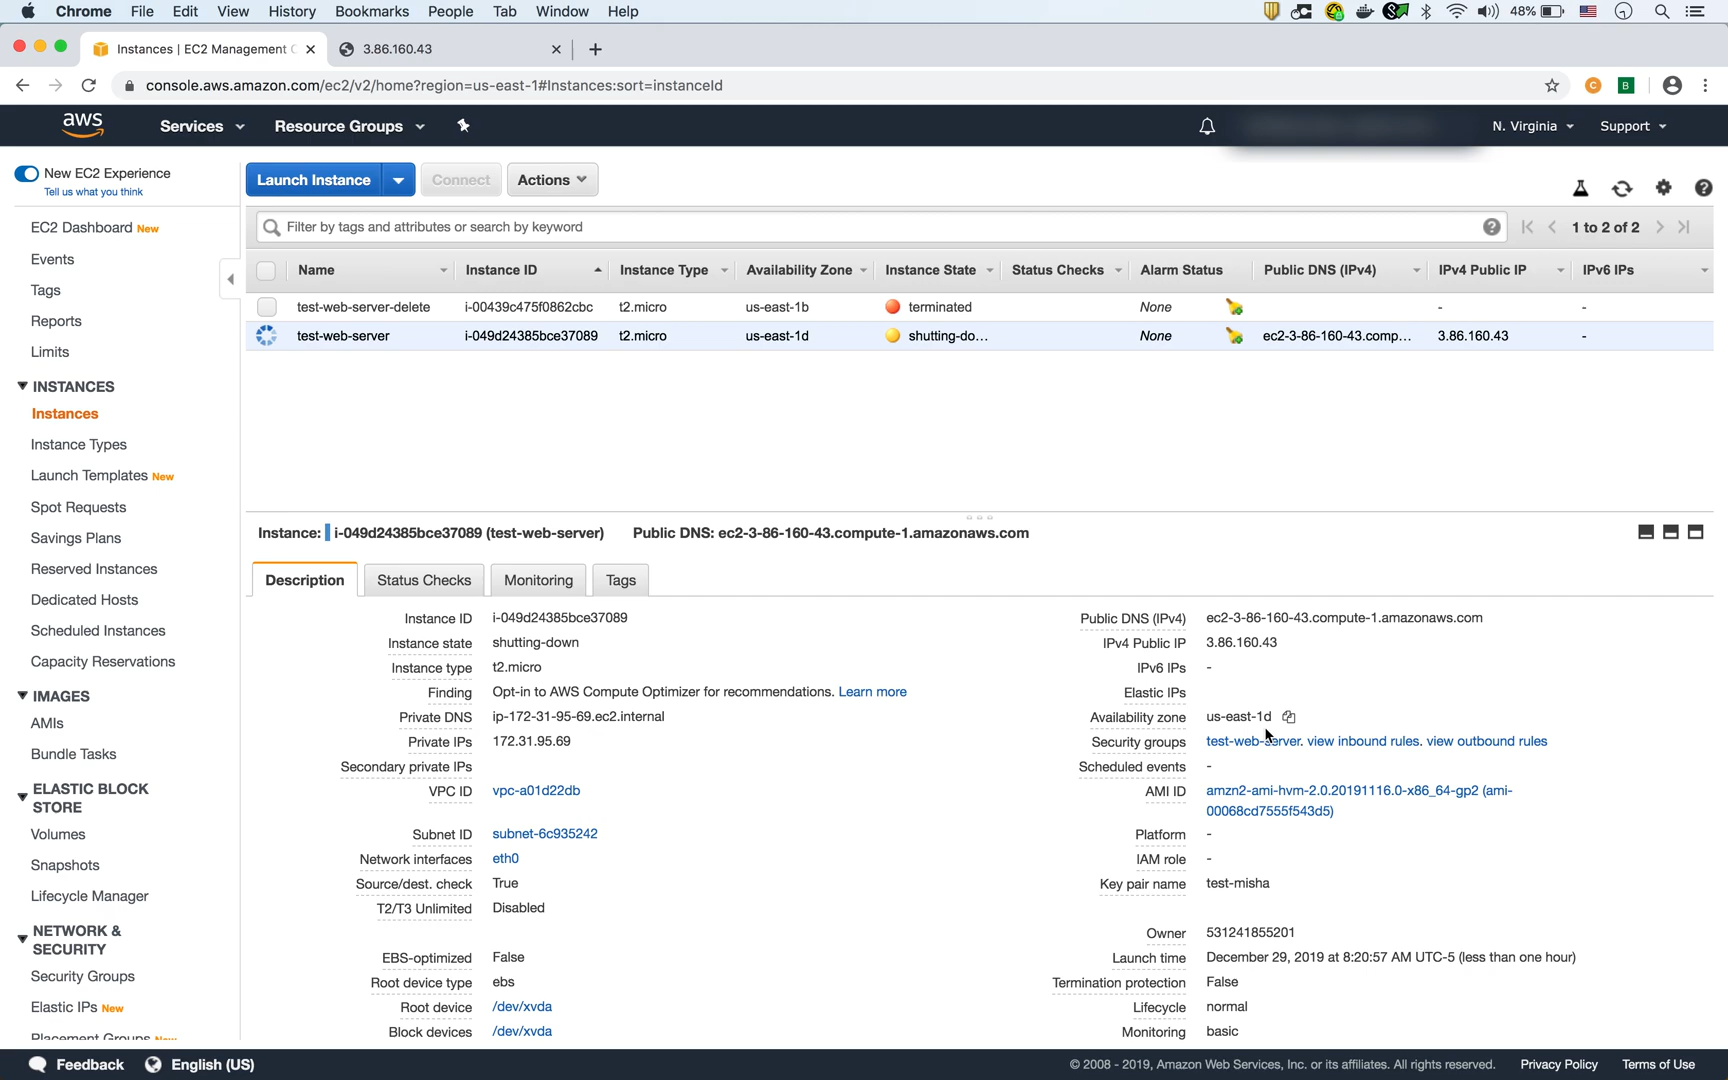 Chrome File Edit View History Bookmarks People Tab Window Help 48%
Instances | EC2 Management C 3.86.160.43
console.aws.amazon.com/ec2/v2/home?region=us-east-1#Instances:sort=instanceId
aws Services Resource Groups N. Virginia Support
New EC2 Experience
Tell us what you think
EC2 Dashboard New
Events
Tags
Reports
Limits
INSTANCES
Instances
Instance Types
Launch Templates New
Spot Requests
Savings Plans
Reserved Instances
Dedicated Hosts
Scheduled Instances
Capacity Reservations
IMAGES
AMIs
Bundle Tasks
ELASTIC BLOCK
STORE
Volumes
Snapshots
Lifecycle Manager
NETWORK &
SECURITY
Security Groups
Elastic IPs New
Placement Groups New
Launch Instance Connect Actions
Filter by tags and attributes or search by keyword 1 to 2 of 2
Name Instance ID Instance Type Availability Zone Instance State Status Checks Alarm Status Public DNS (IPv4) IPv4 Public IP IPv6 IPs
test-web-server-delete i-00439c475f0862cbc t2.micro us-east-1b terminated None - -
test-web-server i-049d24385bce37089 t2.micro us-east-1d shutting-do... None ec2-3-86-160-43.comp... 3.86.160.43 -
Instance: i-049d24385bce37089 (test-web-server) Public DNS: ec2-3-86-160-43.compute-1.amazonaws.com
Description Status Checks Monitoring Tags
Instance ID i-049d24385bce37089
Instance state shutting-down
Instance type t2.micro
Finding Opt-in to AWS Compute Optimizer for recommendations. Learn more
Private DNS ip-172-31-95-69.ec2.internal
Private IPs 172.31.95.69
Secondary private IPs
VPC ID vpc-a01d22db
Subnet ID subnet-6c935242
Network interfaces eth0
Source/dest. check True
T2/T3 Unlimited Disabled
EBS-optimized False
Root device type ebs
Root device /dev/xvda
Block devices /dev/xvda
Public DNS (IPv4) ec2-3-86-160-43.compute-1.amazonaws.com
IPv4 Public IP 3.86.160.43
IPv6 IPs -
Elastic IPs
Availability zone us-east-1d
Security groups test-web-server. view inbound rules. view outbound rules
Scheduled events -
AMI ID amzn2-ami-hvm-2.0.20191116.0-x86_64-gp2 (ami-
00068cd7555f543d5)
Platform -
IAM role -
Key pair name test-misha
Owner 531241855201
Launch time December 29, 2019 at 8:20:57 AM UTC-5 (less than one hour)
Termination protection False
Lifecycle normal
Monitoring basic
Feedback English (US) © 2008 - 2019, Amazon Web Services, Inc. or its affiliates. All rights reserved. Privacy Policy Terms of Use